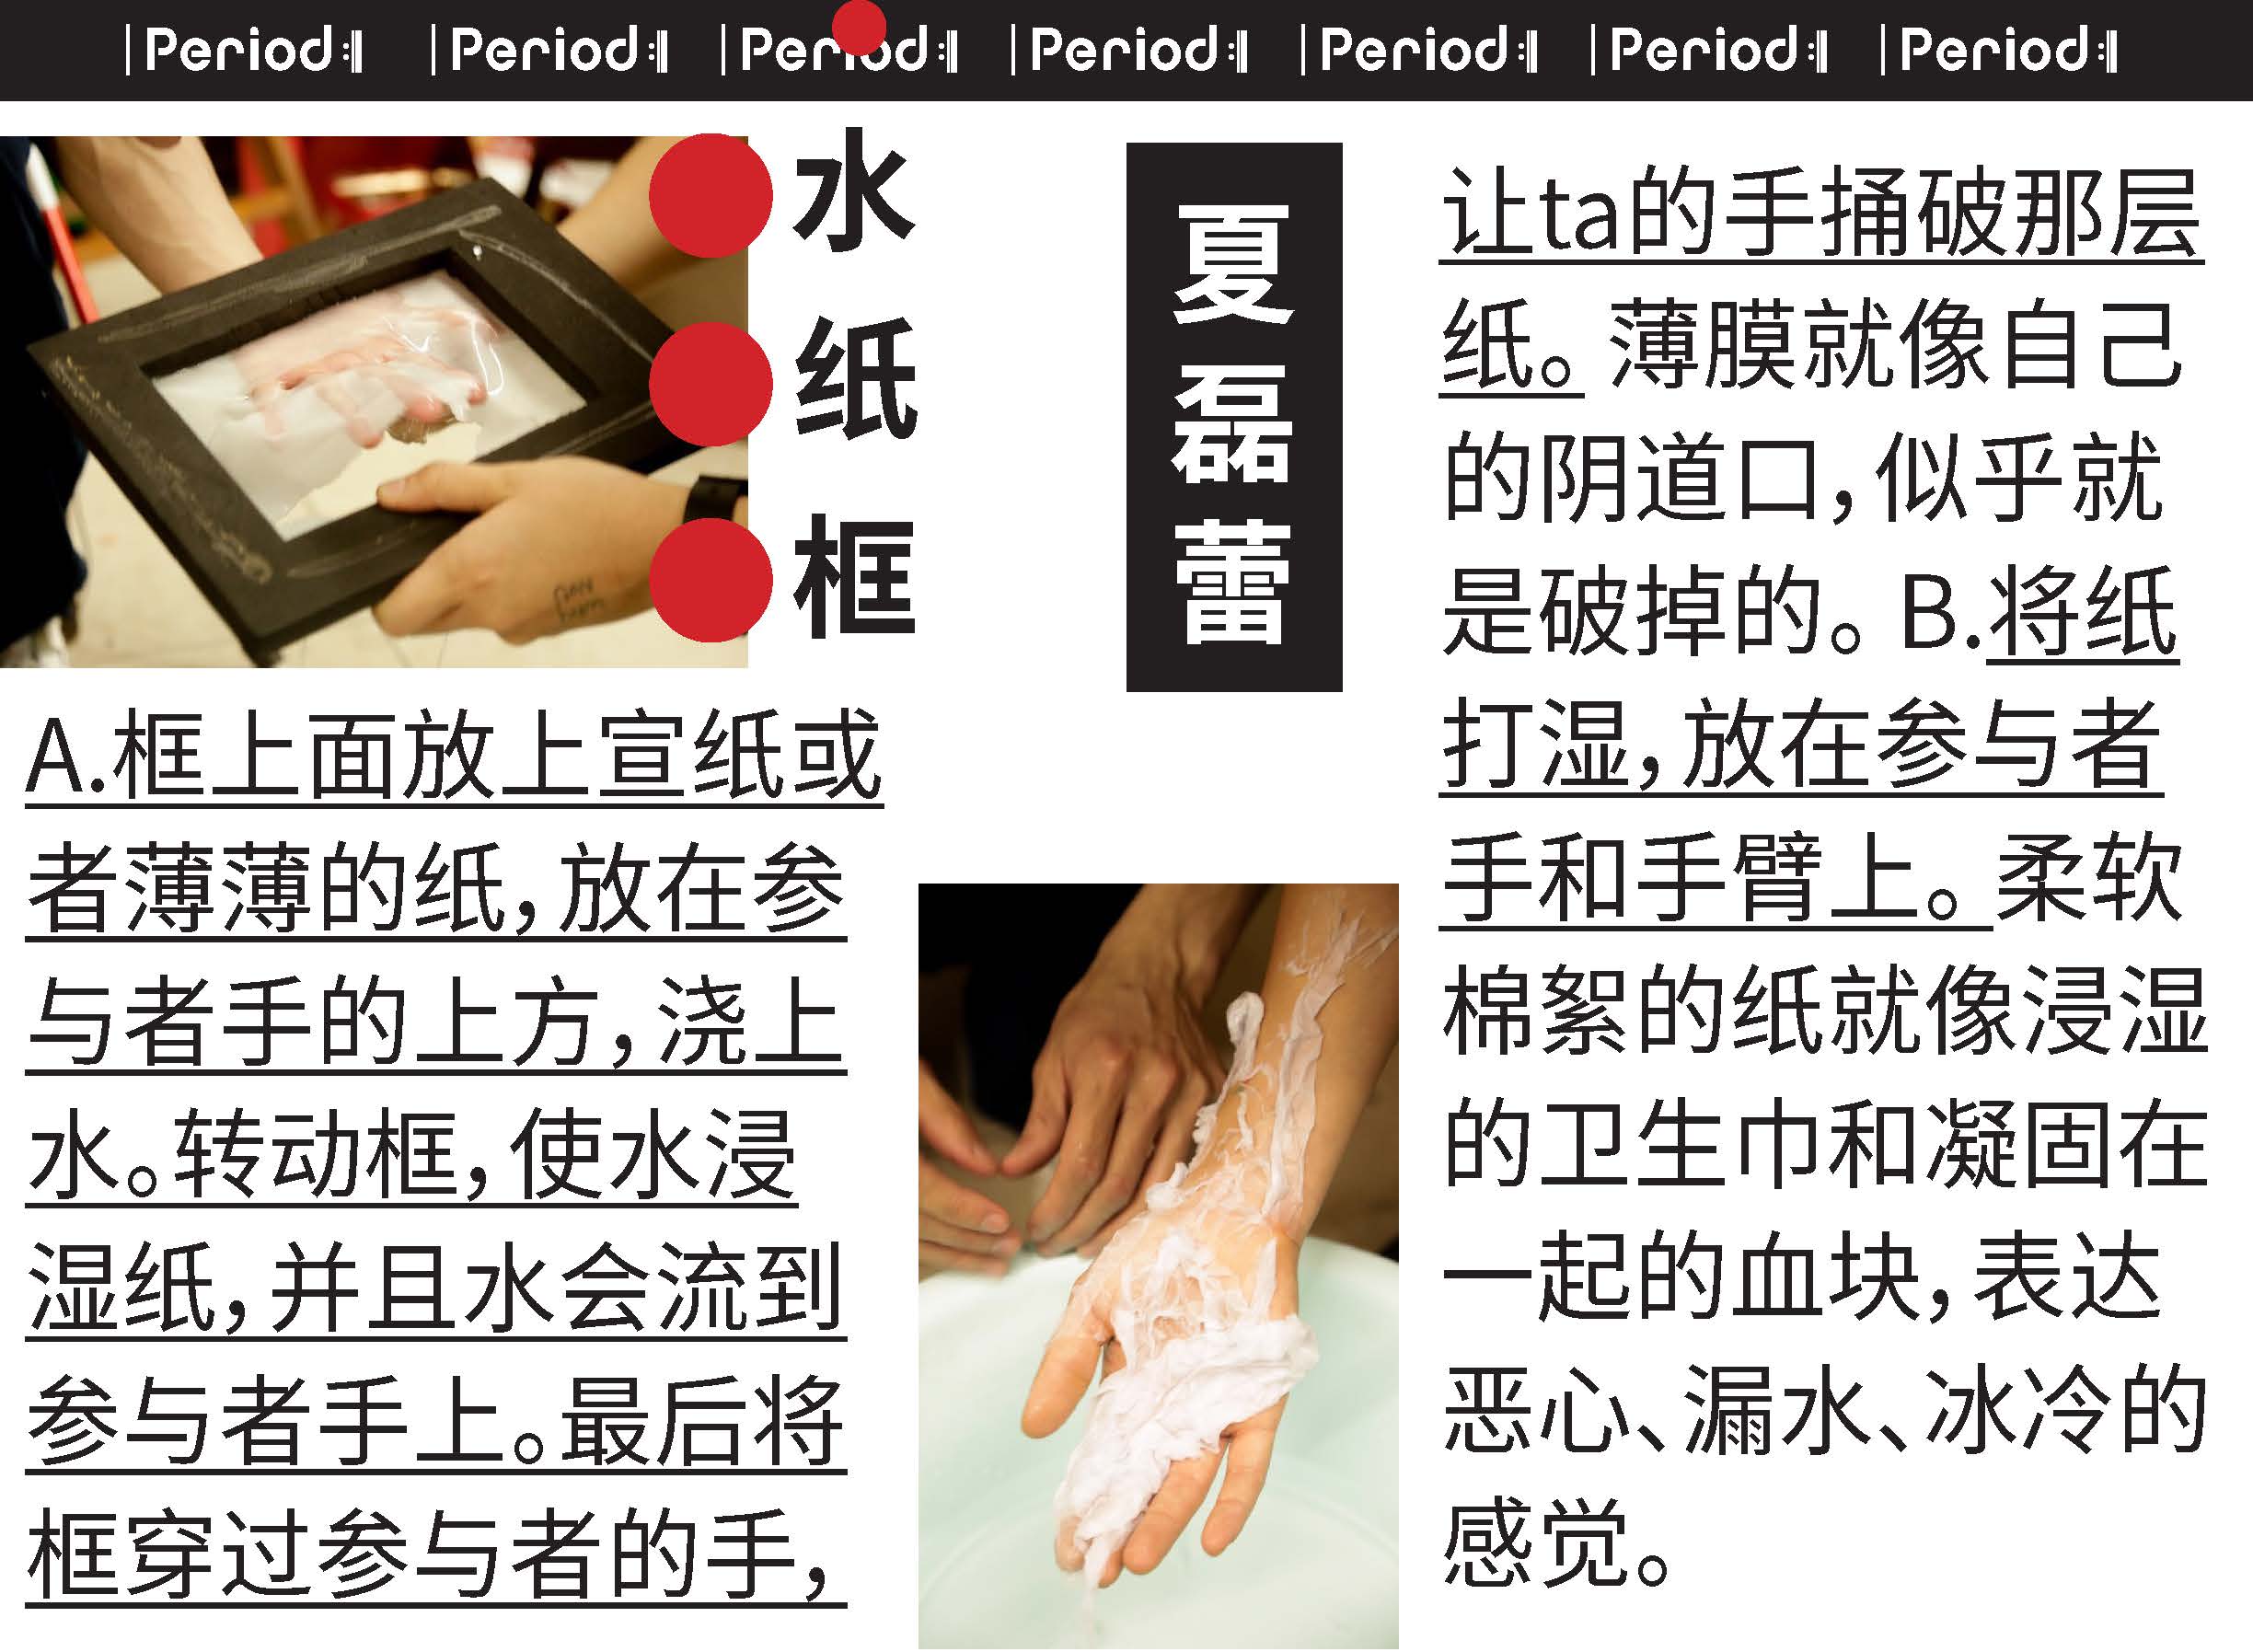 Period Period Period Period Period Period Period
水纸框
夏磊蕾
A.框上面放上宣纸或
者薄薄的纸，放在参
与者手的上方，浇上
水。转动框，使水浸
湿纸，并且水会流到
参与者手上。最后将
框穿过参与者的手，
让ta的手捅破那层
纸。薄膜就像自己
的阴道口，似乎就
是破掉的。B.将纸
打湿，放在参与者
手和手臂上。柔软
棉絮的纸就像浸湿
的卫生巾和凝固在
一起的血块，表达
恶心、漏水、冰冷的
感觉。